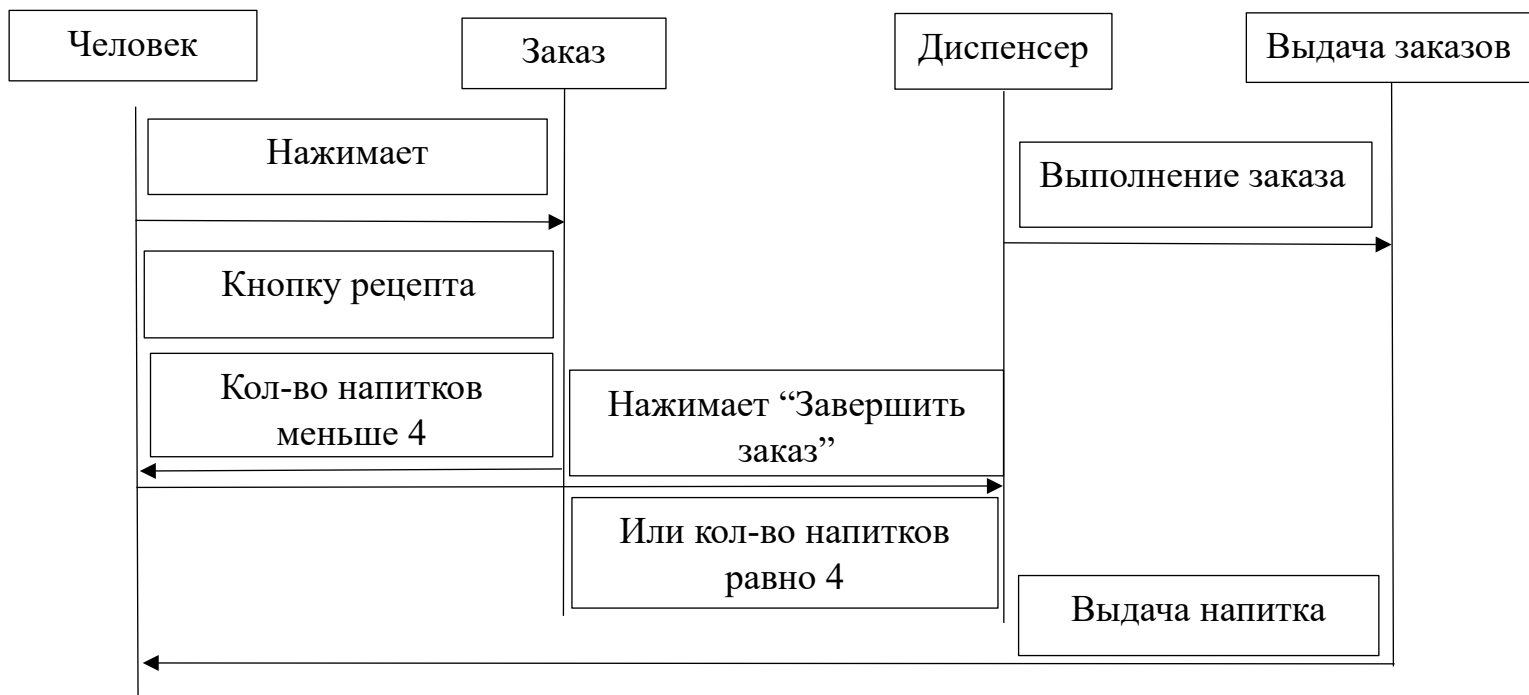 Человек
Заказ
Диспенсер
Выдача заказов
Нажимает
Выполнение заказа
Кнопку рецепта
Кол-во напитков
меньше 4
Нажимает “Завершить
заказ”
Или кол-во напитков
равно 4
Выдача напитка